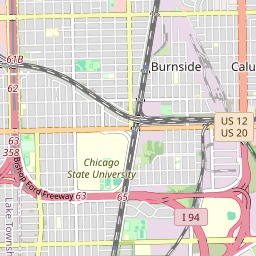 61B
Burnside
Calu
62
US 12
US 20
63
358
Chicago
State University
Bishop Ford Freeway
63
65
I 94
Lake Townsh